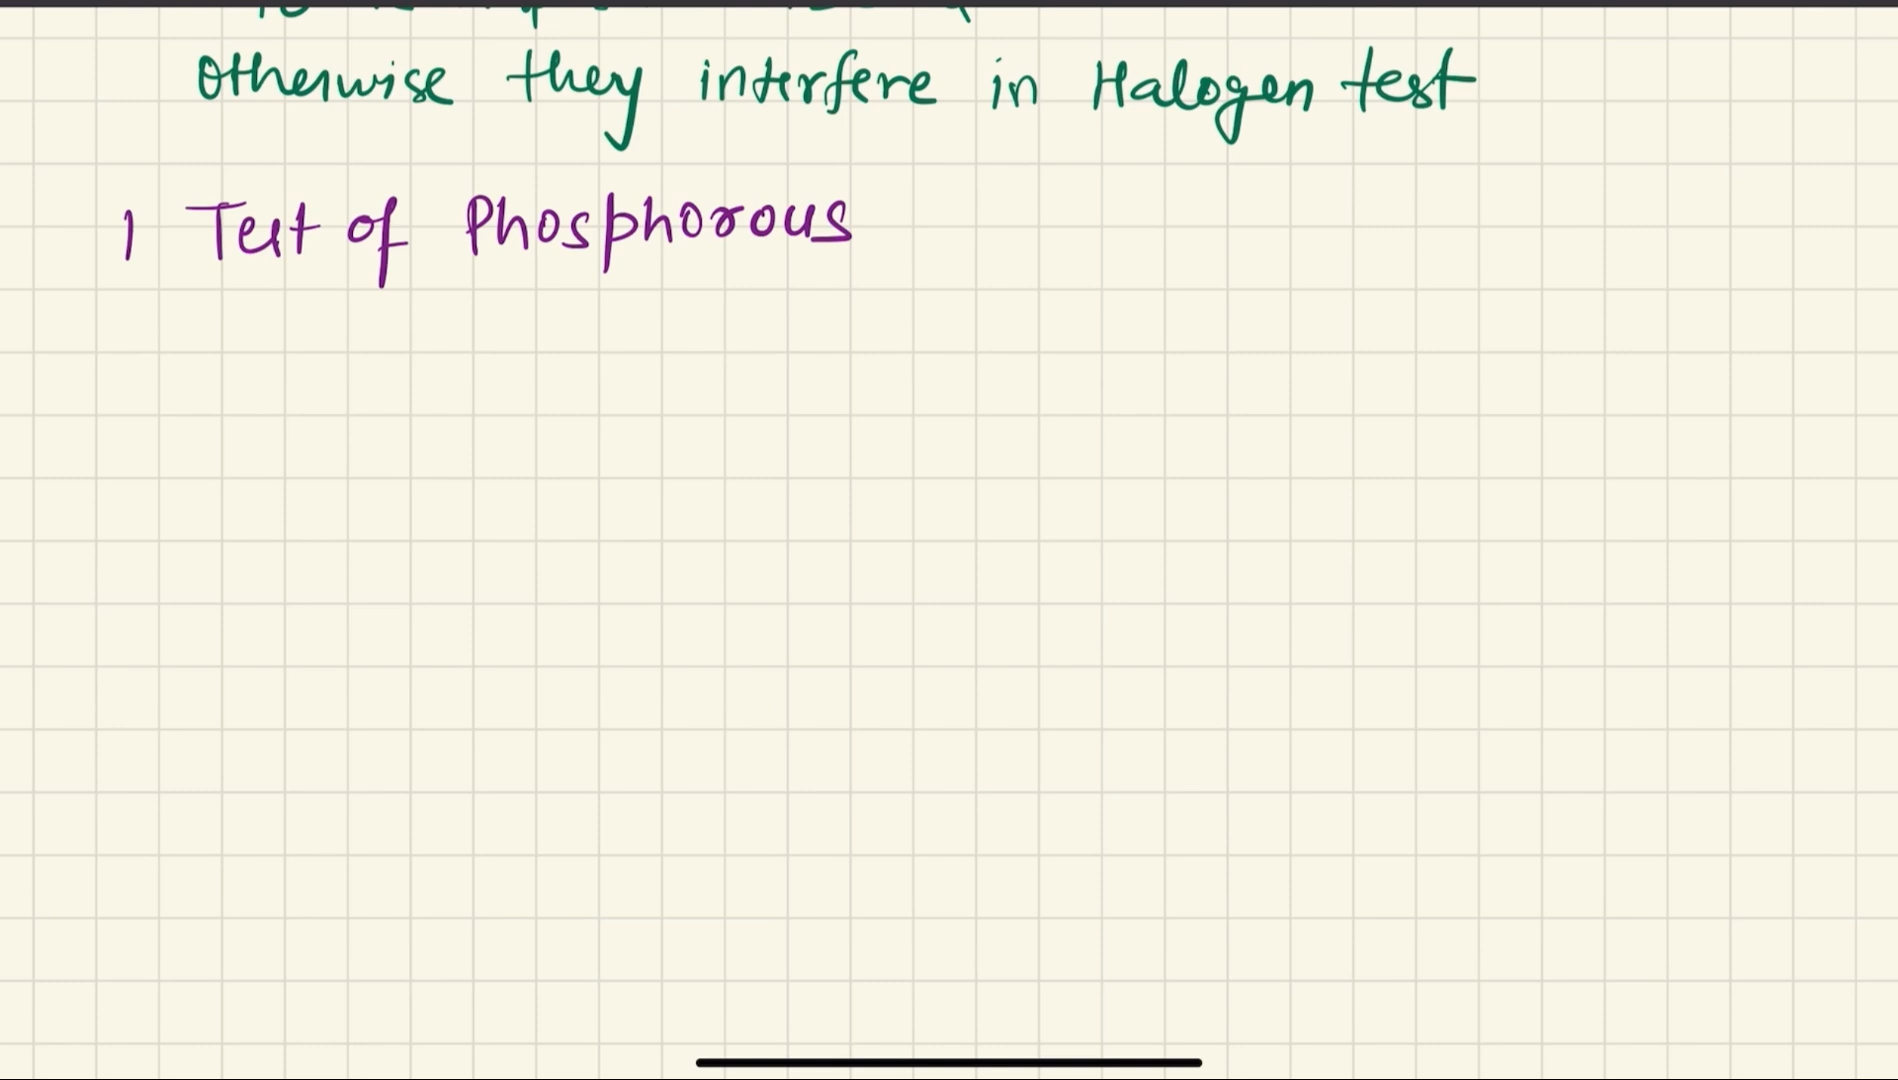 otherwise they interfere in Halogen test
1 Test of Phosphorous